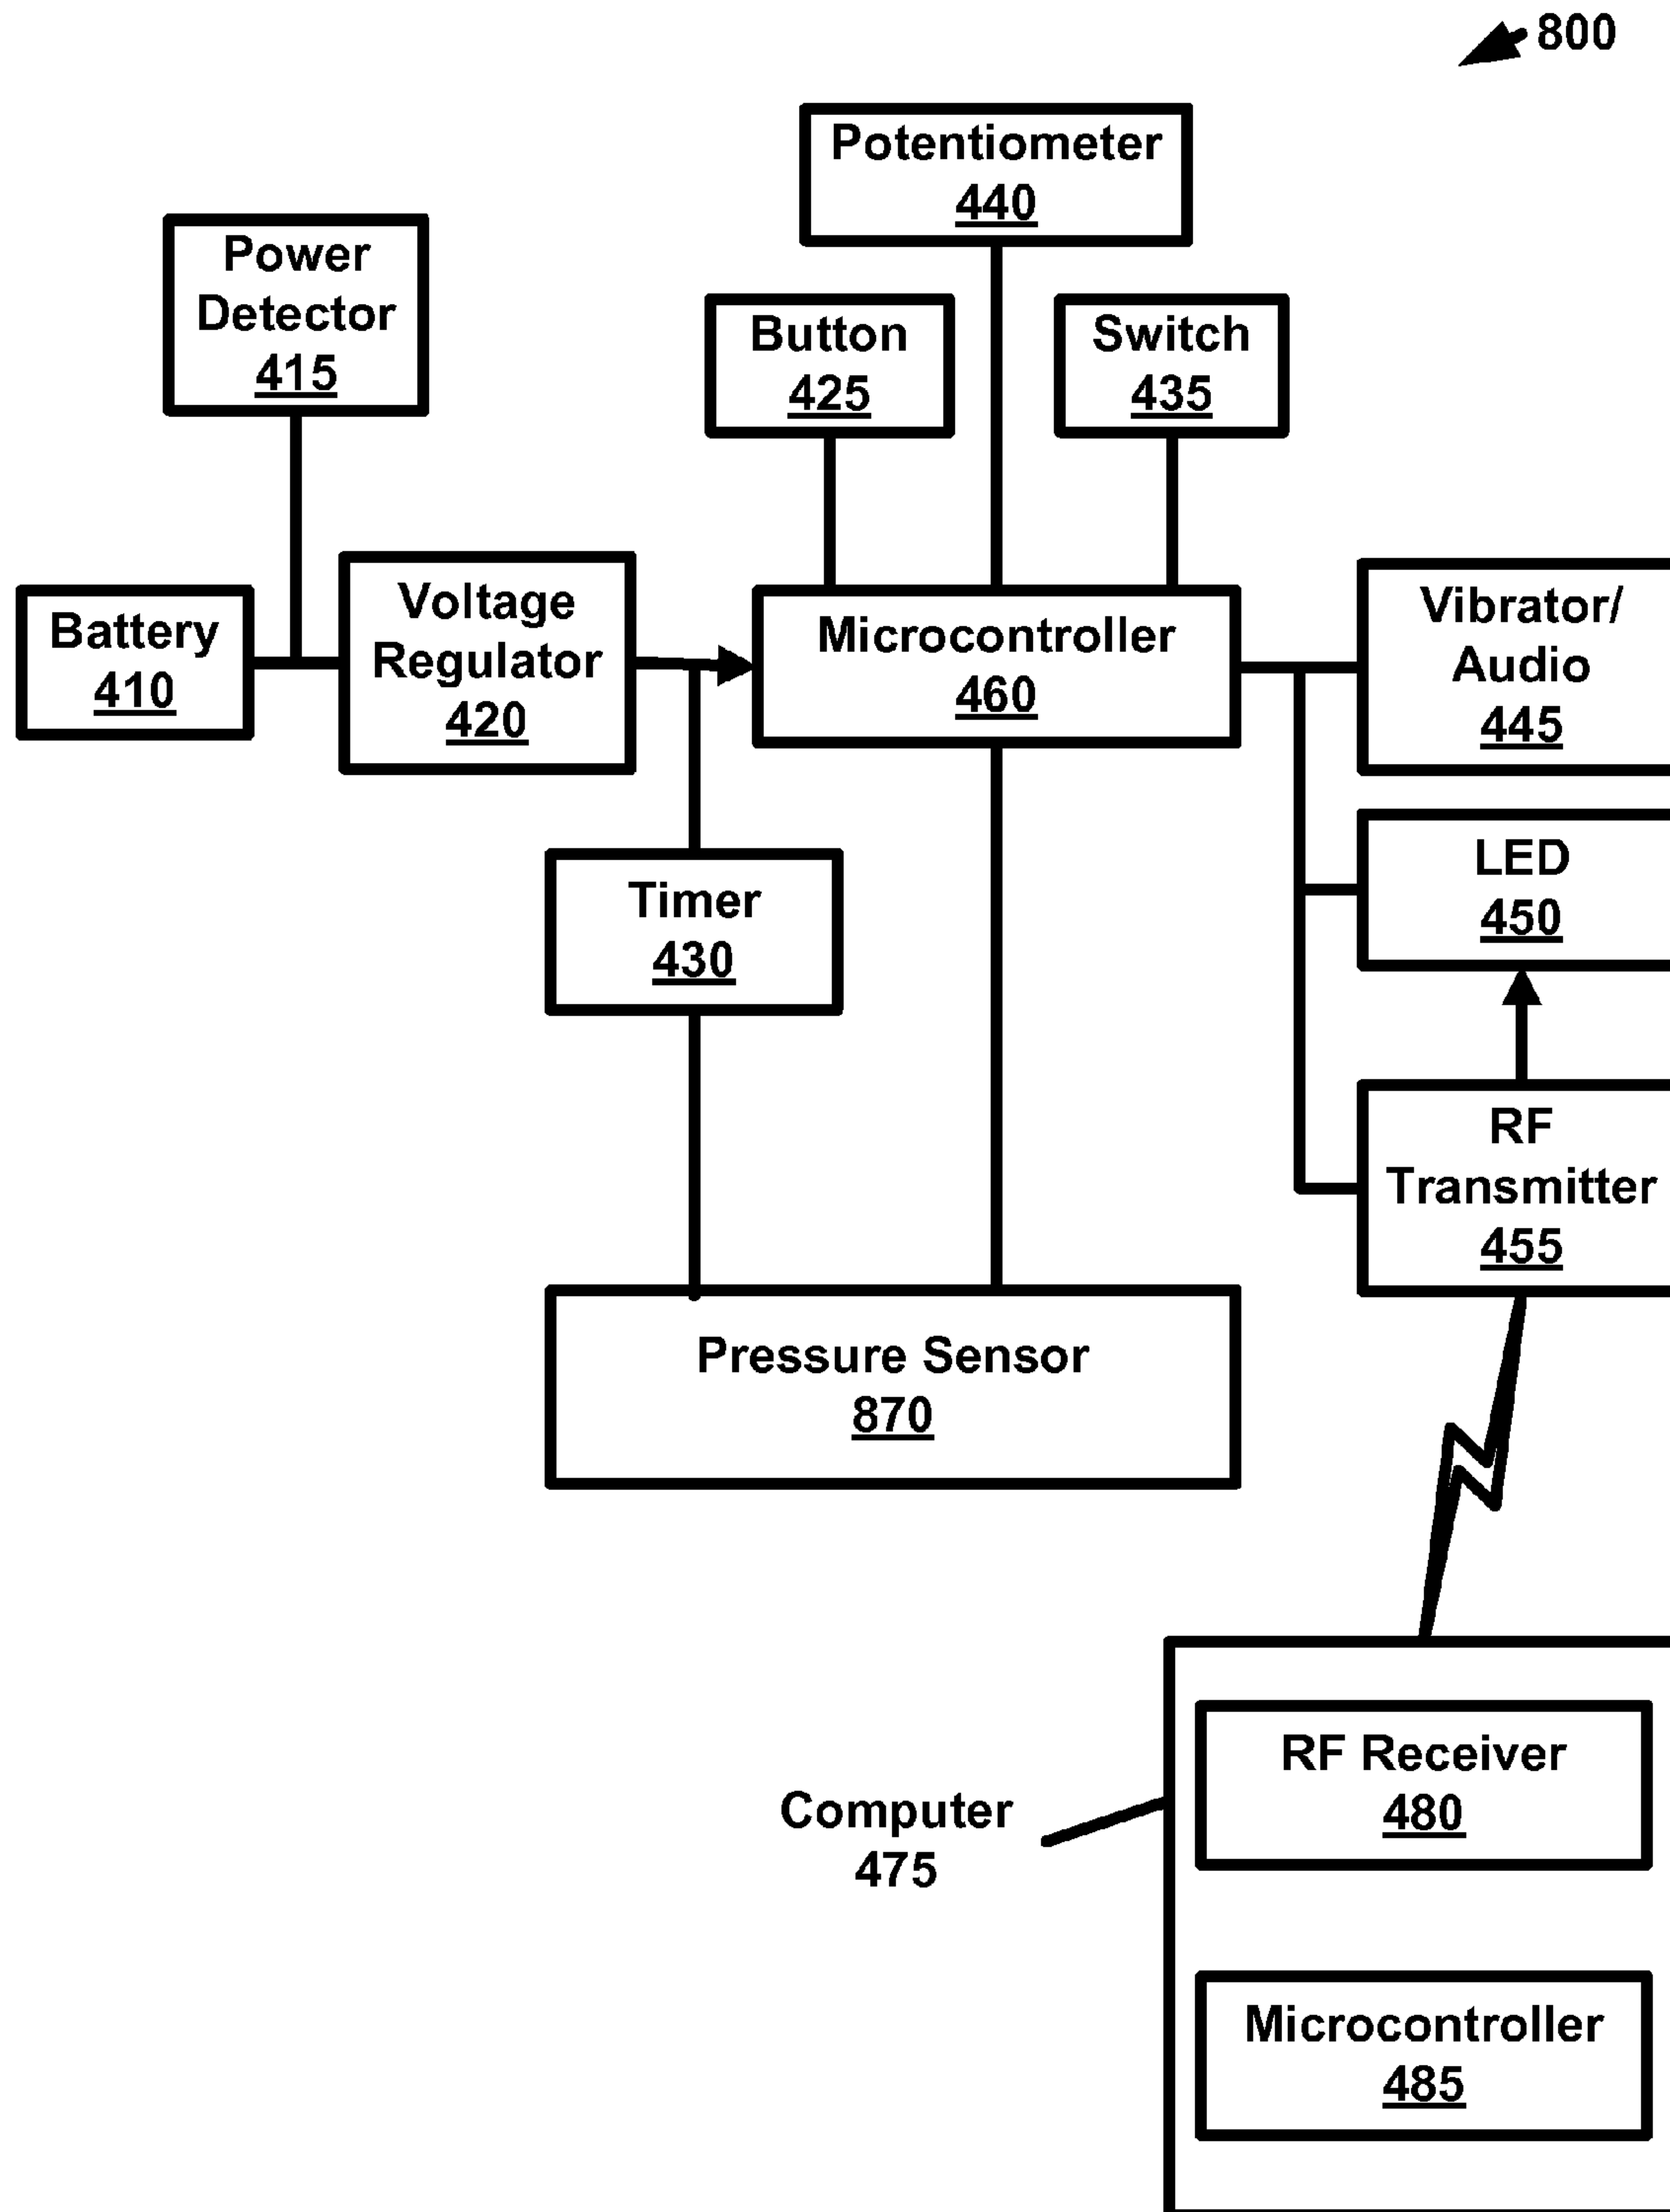 800
Potentiometer
440
Power
Detector
415
Button
425
Switch
435
Battery
410
Voltage
Regulator
420
Microcontroller
460
Vibrator/
Audio
445
LED
450
Timer
430
RF
Transmitter
455
Pressure Sensor
870
Computer
475
RF Receiver
480
Microcontroller
485